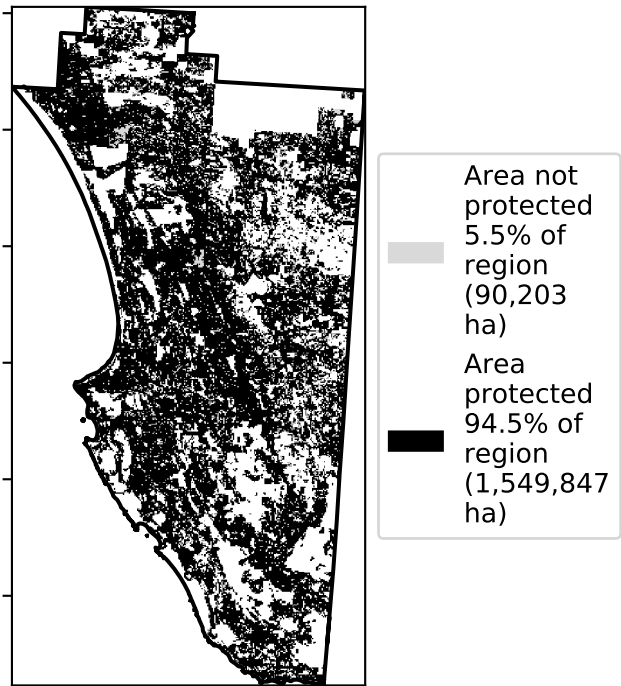 Area not
protected
5.5% of
region
(90,203
ha)
Area
protected
94.5% of
region
(1,549,847
ha)